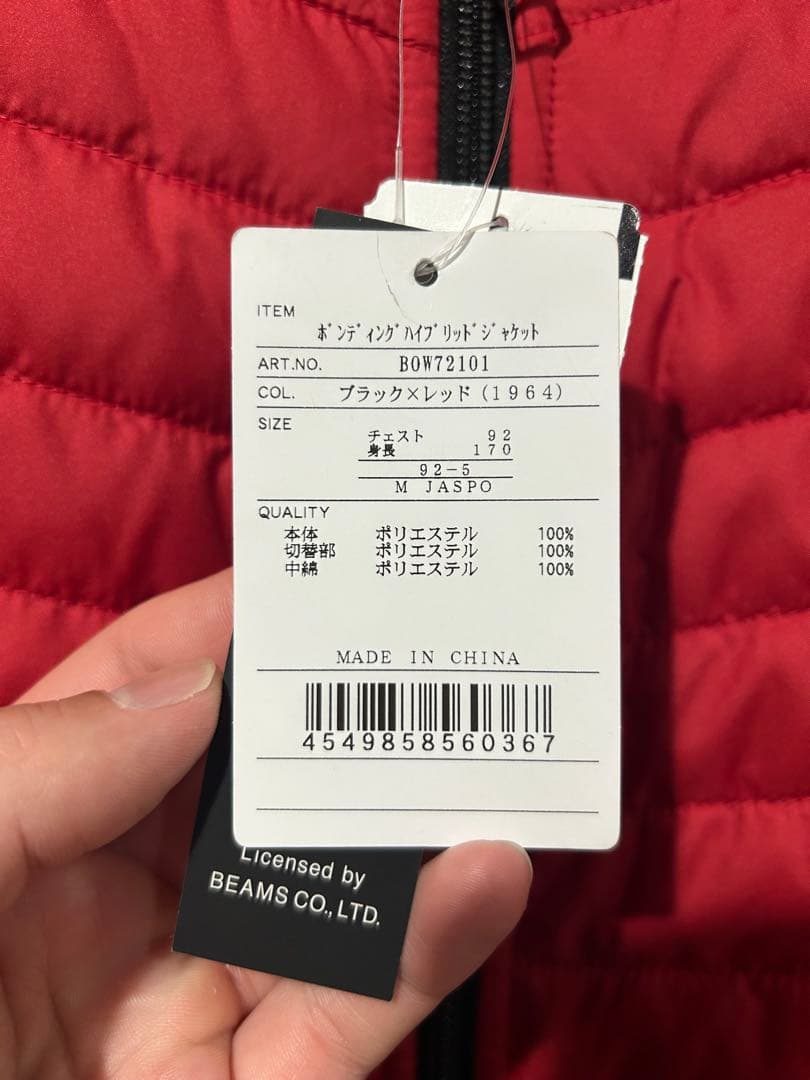 ITEM
ﾎﾞﾝﾃﾞｨﾝｸﾞﾊｲﾌﾞﾘｯﾄﾞｼﾞｬｹｯﾄ
ART.NO. BOW72101
COL. ブラック×レッド（１９６４）
SIZE
チェスト 92
身長 170
92-5
M JASPO
QUALITY
本体 ポリエステル 100%
切替部 ポリエステル 100%
中綿 ポリエステル 100%
MADE IN CHINA
4549858560367
Licensed by
BEAMS CO., LTD.